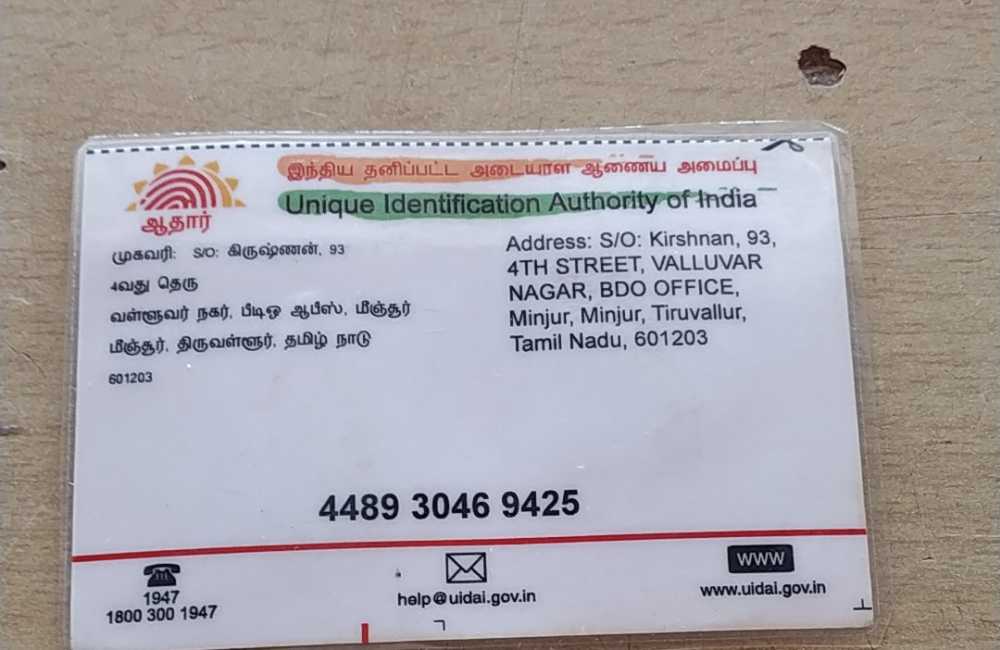 இந்திய தனிப்பட்ட அடையாள ஆணைய அமைப்பு
Unique Identification Authority of India
ஆதார்
முகவரி: S/O: கிருஷ்ணன், 93
4வது தெரு
வள்ளூவர் நகர், பீடிஒ ஆபீஸ், மீஞ்சூர்
மீஞ்சூர், திருவள்ளூர், தமிழ் நாடு
601203
Address: S/O: Kirshnan, 93,
4TH STREET, VALLUVAR
NAGAR, BDO OFFICE,
Minjur, Minjur, Tiruvallur,
Tamil Nadu, 601203
4489 3046 9425
1947
1800 300 1947
help@uidai.gov.in
WWW
www.uidai.gov.in